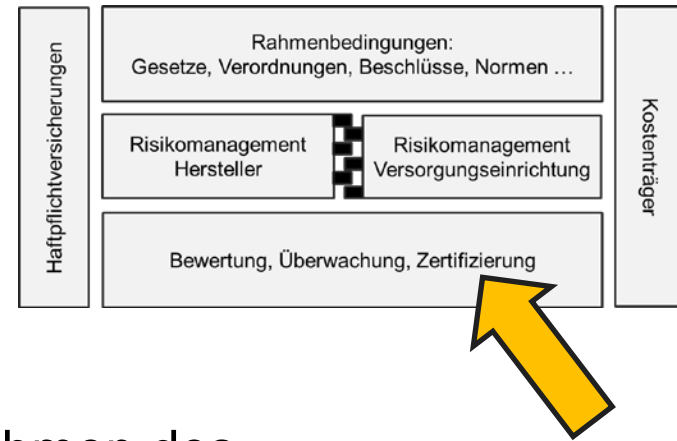 Haftpflichtversicherungen
Rahmenbedingungen:
Gesetze, Verordnungen, Beschlüsse, Normen …
Risikomanagement
Hersteller
Risikomanagement
Versorgungseinrichtung
Bewertung, Überwachung, Zertifizierung
Kostenträger